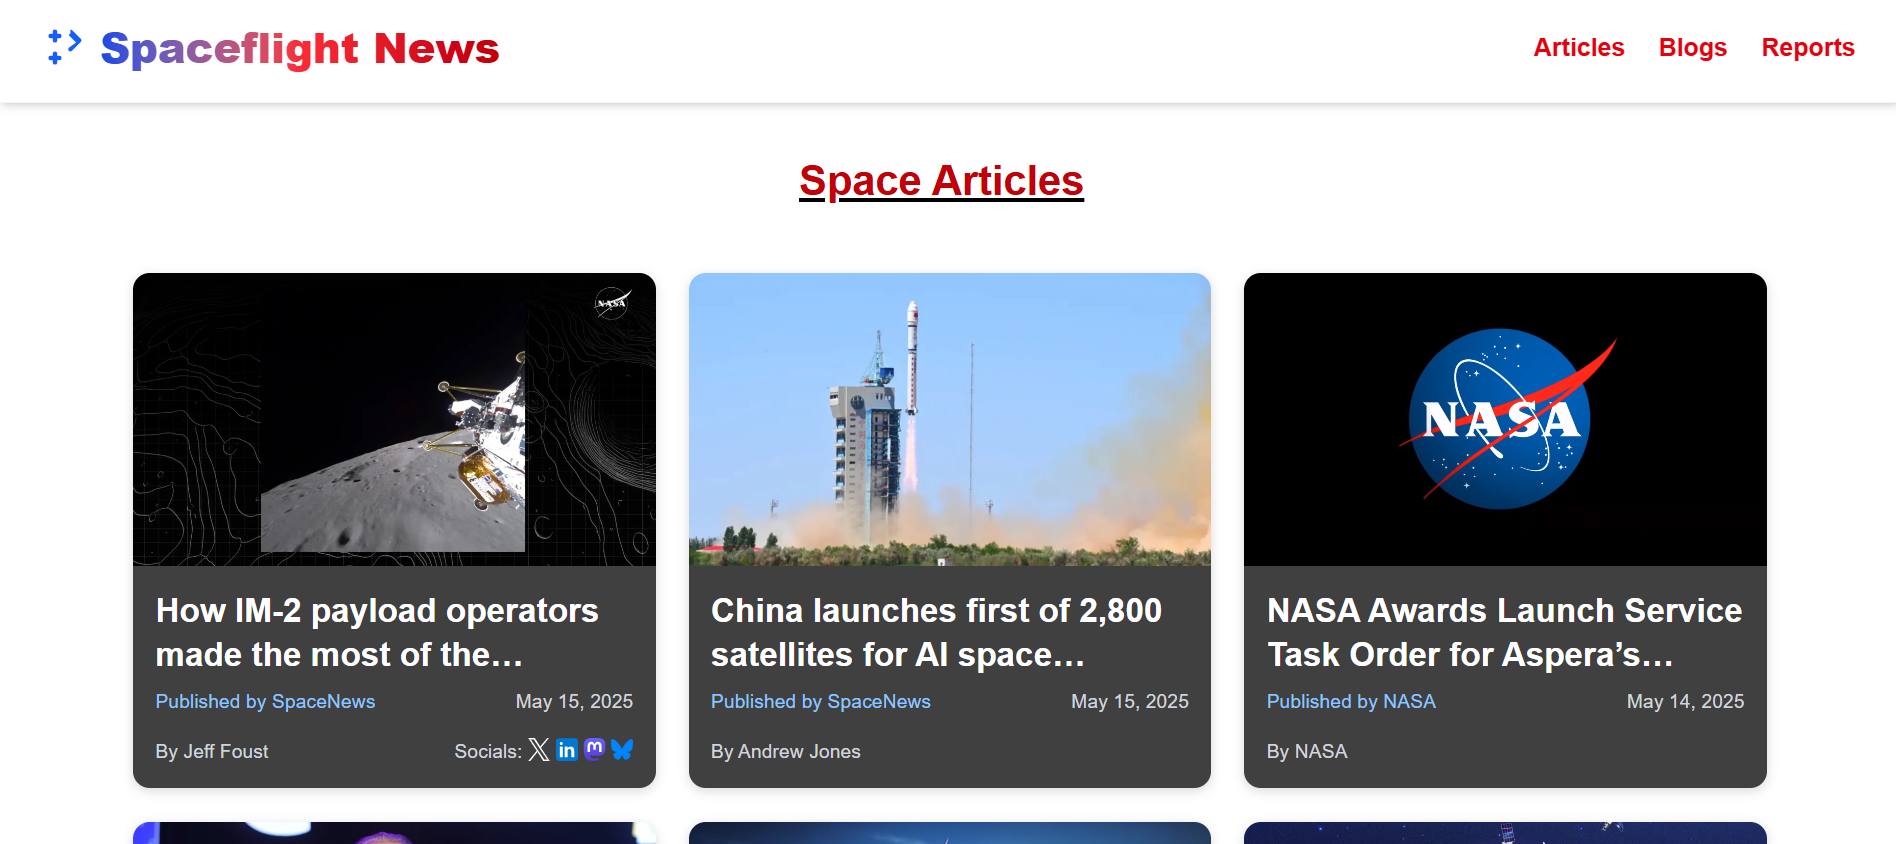 Spaceflight News
Articles
Blogs
Reports
Space Articles
NASA
How IM-2 payload operators
made the most of the...
Published by SpaceNews
May 15, 2025
By Jeff Foust
Socials:
China launches first of 2,800
satellites for AI space...
Published by SpaceNews
May 15, 2025
By Andrew Jones
NASA
NASA Awards Launch Service
Task Order for Aspera’s...
Published by NASA
May 14, 2025
By NASA